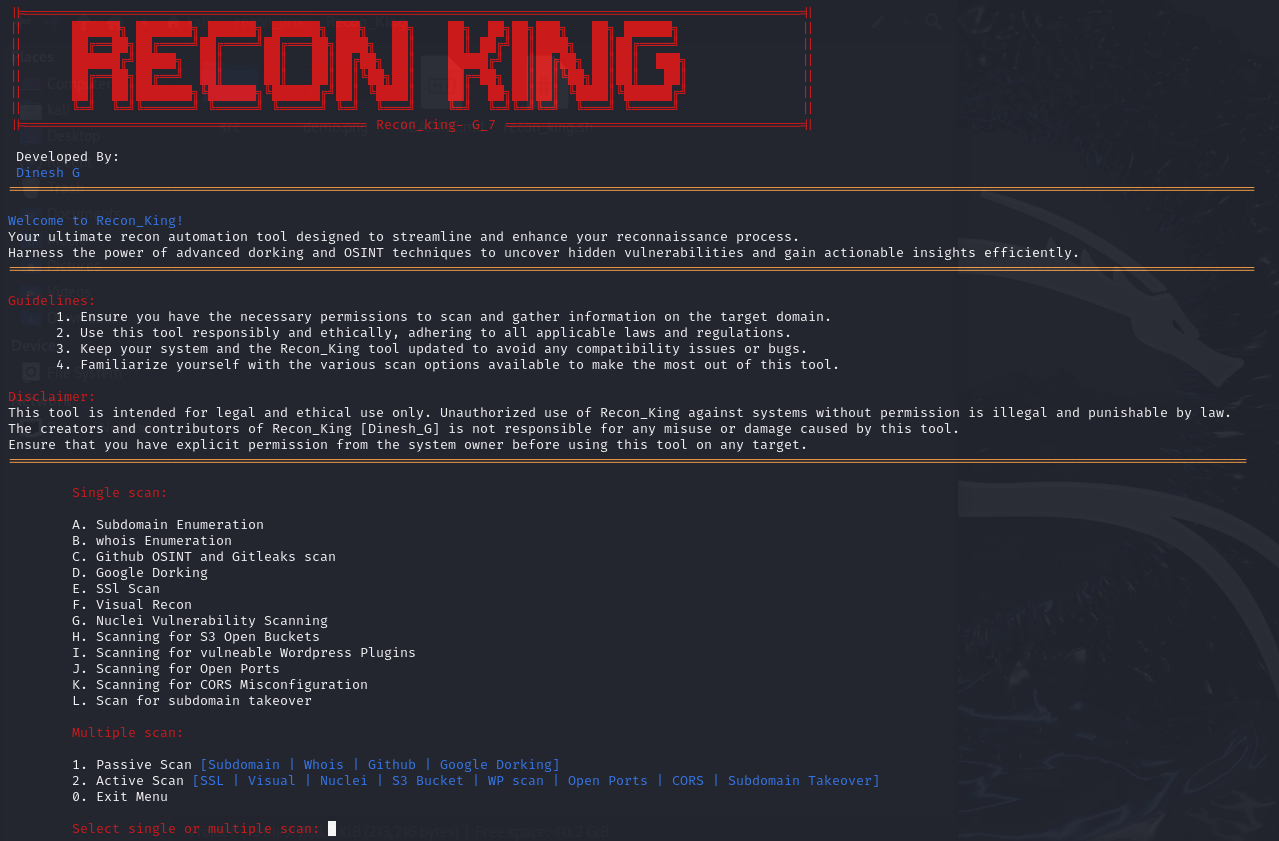 RECON KING
Recon_king- G_7
Developed By:
Dinesh G
Welcome to Recon_King!
Your ultimate recon automation tool designed to streamline and enhance your reconnaissance process.
Harness the power of advanced dorking and OSINT techniques to uncover hidden vulnerabilities and gain actionable insights efficiently.
Guidelines:
1. Ensure you have the necessary permissions to scan and gather information on the target domain.
2. Use this tool responsibly and ethically, adhering to all applicable laws and regulations.
3. Keep your system and the Recon_King tool updated to avoid any compatibility issues or bugs.
4. Familiarize yourself with the various scan options available to make the most out of this tool.
Disclaimer:
This tool is intended for legal and ethical use only. Unauthorized use of Recon_King against systems without permission is illegal and punishable by law.
The creators and contributors of Recon_King [Dinesh_G] is not responsible for any misuse or damage caused by this tool.
Ensure that you have explicit permission from the system owner before using this tool on any target.
Single scan:
A. Subdomain Enumeration
B. whois Enumeration
C. Github OSINT and Gitleaks scan
D. Google Dorking
E. SSl Scan
F. Visual Recon
G. Nuclei Vulnerability Scanning
H. Scanning for S3 Open Buckets
I. Scanning for vulneable Wordpress Plugins
J. Scanning for Open Ports
K. Scanning for CORS Misconfiguration
L. Scan for subdomain takeover
Multiple scan:
1. Passive Scan [Subdomain | Whois | Github | Google Dorking]
2. Active Scan [SSL | Visual | Nuclei | S3 Bucket | WP scan | Open Ports | CORS | Subdomain Takeover]
0. Exit Menu
Select single or multiple scan: